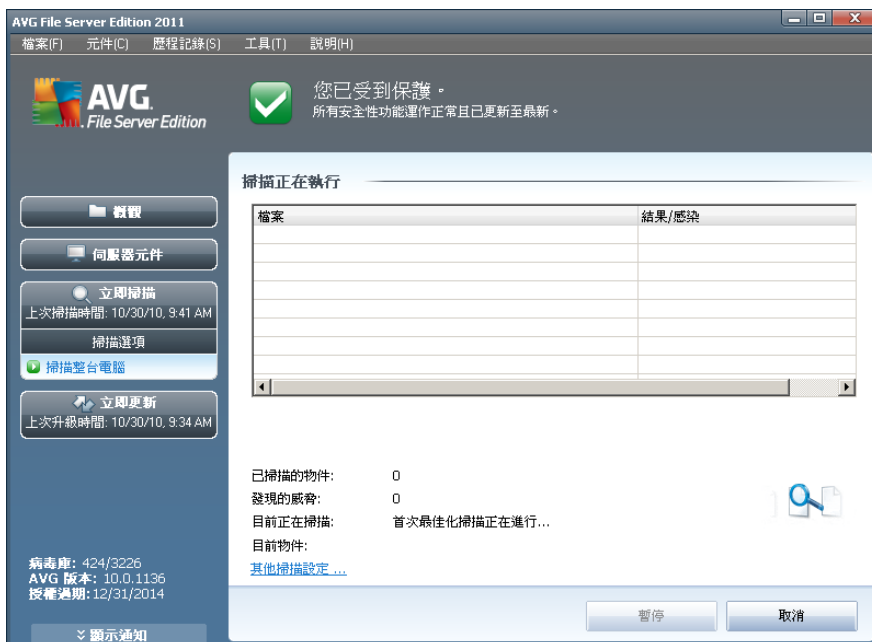 AVG File Server Edition 2011
檔案(F) 元件(C) 歷程記錄(S) 工具(T) 說明(H)
AVG.
File Server Edition
您已受到保護。
所有安全性功能運作正常且已更新至最新。
概觀
伺服器元件
立即掃描
上次掃描時間: 10/30/10, 9:41 AM
掃描選項
掃描整台電腦
立即更新
上次升級時間: 10/30/10, 9:34 AM
病毒庫: 424/3226
AVG 版本: 10.0.1136
授權過期:12/31/2014
顯示通知
掃描正在執行
檔案 結果/感染
已掃描的物件: 0
發現的威脅: 0
目前正在掃描: 首次最佳化掃描正在進行...
目前物件:
其他掃描設定 ...
暫停 取消